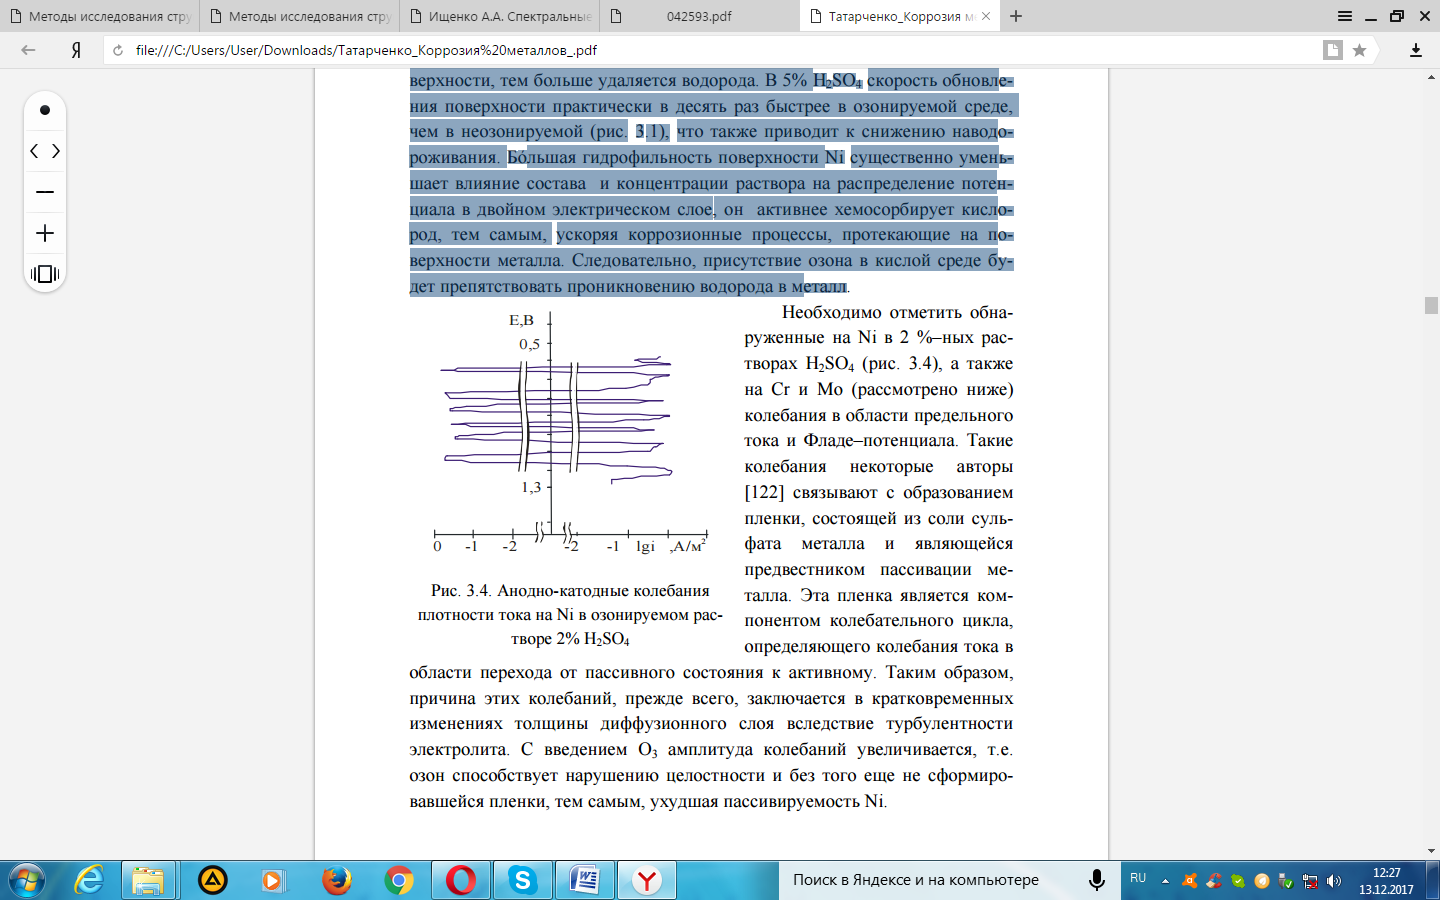 Методы исследования стру
Методы исследования стру
Ищенко А.А. Спектральные
042593.pdf
Татарченко_Коррозия ме
file:///C:/Users/User/Downloads/Татарченко_Коррозия%20металлов_.pdf
верхности, тем больше удаляется водорода. В 5% H₂SO₄ скорость обновле-
ния поверхности практически в десять раз быстрее в озонируемой среде,
чем в неозонируемой (рис. 3.1), что также приводит к снижению наводо-
роживания. Бо́льшая гидрофильность поверхности Ni существенно умень-
шает влияние состава и концентрации раствора на распределение потен-
циала в двойном электрическом слое, он активнее хемосорбирует кисло-
род, тем самым, ускоряя коррозионные процессы, протекающие на по-
верхности металла. Следовательно, присутствие озона в кислой среде бу-
дет препятствовать проникновению водорода в металл.
E,B
0,5
1,3
0 -1 -2 -2 -1 lgi ,А/м²
Рис. 3.4. Анодно-катодные колебания
плотности тока на Ni в озонируемом рас-
творе 2% H₂SO₄
Необходимо отметить обна-
руженные на Ni в 2 %–ных рас-
творах H₂SO₄ (рис. 3.4), а также
на Cr и Mo (рассмотрено ниже)
колебания в области предельного
тока и Фладе–потенциала. Такие
колебания некоторые авторы
[122] связывают с образованием
пленки, состоящей из соли суль-
фата металла и являющейся
предвестником пассивации ме-
талла. Эта пленка является ком-
понентом колебательного цикла,
определяющего колебания тока в
области перехода от пассивного состояния к активному. Таким образом,
причина этих колебаний, прежде всего, заключается в кратковременных
изменениях толщины диффузионного слоя вследствие турбулентности
электролита. С введением O₃ амплитуда колебаний увеличивается, т.е.
озон способствует нарушению целостности и без того еще не сформиро-
вавшейся пленки, тем самым, ухудшая пассивируемость Ni.
Поиск в Яндексе и на компьютере
RU
12:27
13.12.2017